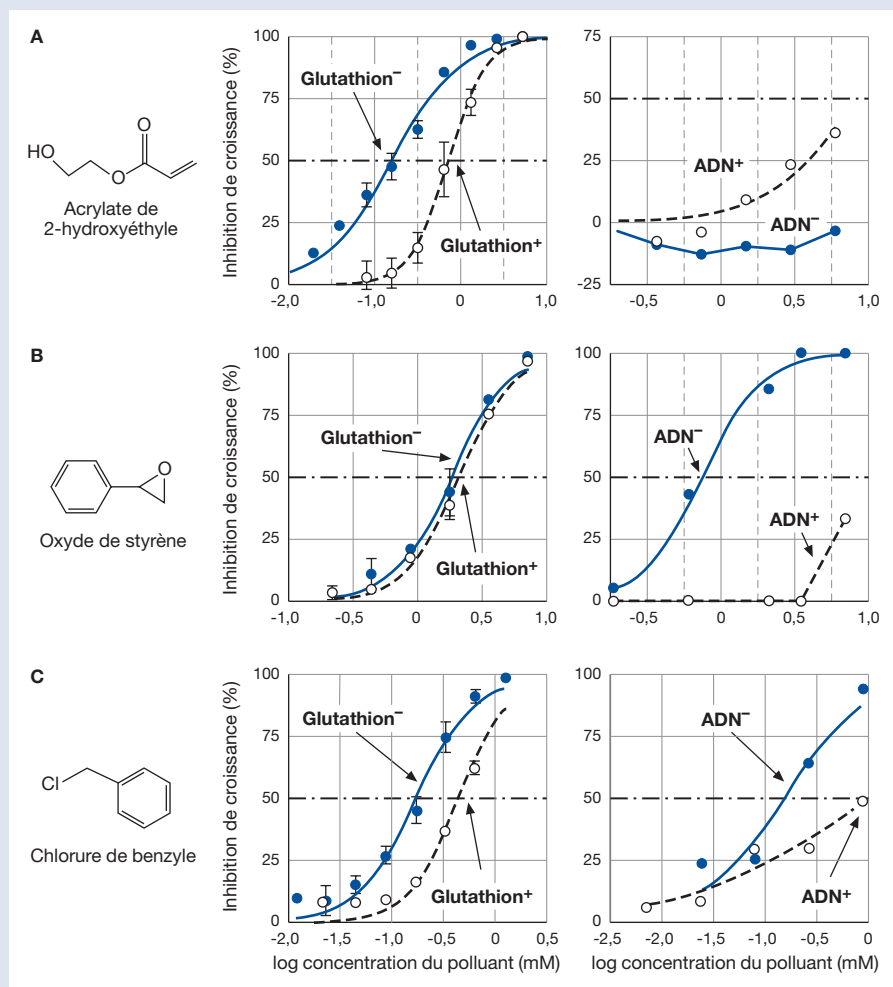 A
HO
O
O
Acrylate de
2-hydroxyéthyle
Inhibition de croissance (%)
100
75
50
25
0
-2,0
-1,0
0
1,0
Glutathion⁻
Glutathion⁺
75
50
25
0
-25
-0,5
0
0,5
1,0
ADN⁺
ADN⁻
B
O
Oxyde de styrène
Inhibition de croissance (%)
100
75
50
25
0
-1,0
-0,5
0
0,5
1,0
Glutathion⁻
Glutathion⁺
100
75
50
25
0
-0,5
0
0,5
1,0
ADN⁻
ADN⁺
C
Cl
Chlorure de benzyle
Inhibition de croissance (%)
100
75
50
25
0
-2,0
-1,5
-1,0
-0,5
0
0,5
log concentration du polluant (mM)
Glutathion⁻
Glutathion⁺
100
75
50
25
0
-2,5
-2,0
-1,5
-1,0
-0,5
0
log concentration du polluant (mM)
ADN⁻
ADN⁺